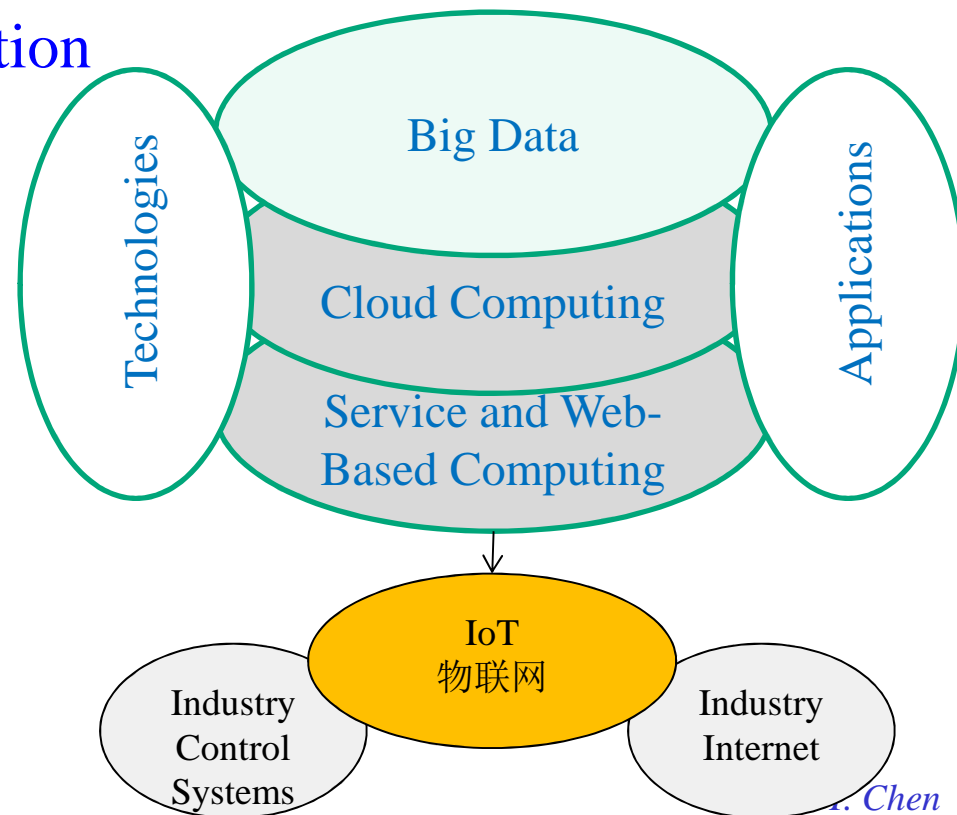 Big Data
Technologies
Applications
Cloud Computing
Service and Web-
Based Computing
IoT
物联网
Industry
Control
Systems
Industry
Internet
Chen